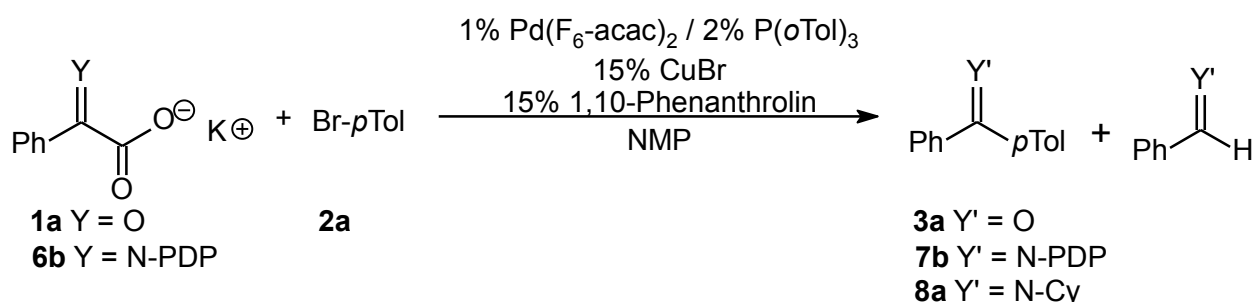 1% Pd(F6-acac)2 / 2% P(oTol)3
15% CuBr
15% 1,10-Phenanthrolin
NMP
Y
Ph
O
O⊖ K⊕
+
Br-pTol
Y'
Ph
pTol
+
Y'
Ph
H
1a Y = O
6b Y = N-PDP
2a
3a Y' = O
7b Y' = N-PDP
8a Y' = N-Cy